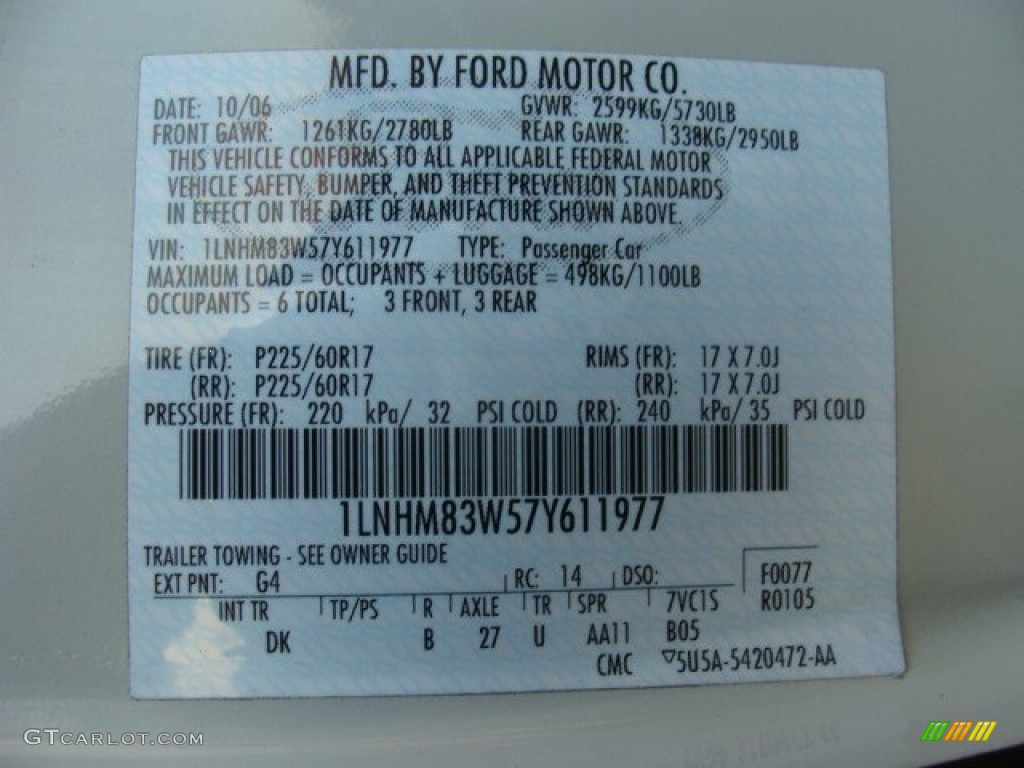 MFD. BY FORD MOTOR CO.
DATE: 10/06 GVWR: 2599KG/5730LB
FRONT GAWR: 1261KG/2780LB REAR GAWR: 1338KG/2950LB
THIS VEHICLE CONFORMS TO ALL APPLICABLE FEDERAL MOTOR
VEHICLE SAFETY, BUMPER, AND THEFT PREVENTION STANDARDS
IN EFFECT ON THE DATE OF MANUFACTURE SHOWN ABOVE.
VIN: 1LNHM83W57Y611977 TYPE: Passenger Car
MAXIMUM LOAD = OCCUPANTS + LUGGAGE = 498KG/1100LB
OCCUPANTS = 6 TOTAL; 3 FRONT, 3 REAR
TIRE (FR): P225/60R17 RIMS (FR): 17 X 7.0J
(RR): P225/60R17 (RR): 17 X 7.0J
PRESSURE (FR): 220 kPa/ 32 PSI COLD (RR): 240 kPa/ 35 PSI COLD
1LNHM83W57Y611977
TRAILER TOWING - SEE OWNER GUIDE
EXT PNT: G4 RC: 14 DSO: F0077
INT TR TP/PS R AXLE TR SPR 7VC1S R0105
DK B 27 U AA11 B05
CMC 5U5A-5420472-AA
GTCARLOT.COM